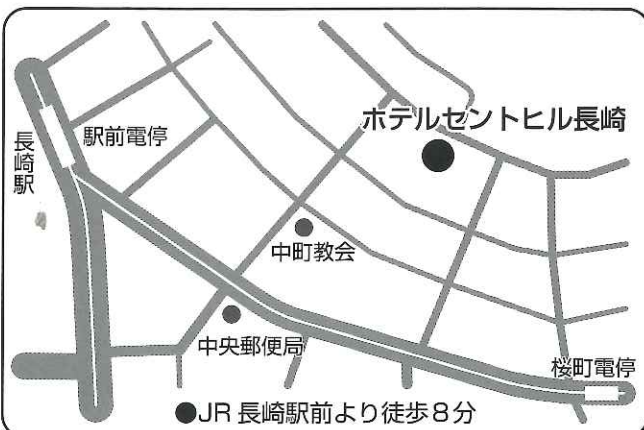 ホテルセントヒル長崎
駅前電停
長崎駅
中町教会
中央郵便局
桜町電停
●JR 長崎駅前より徒歩8分